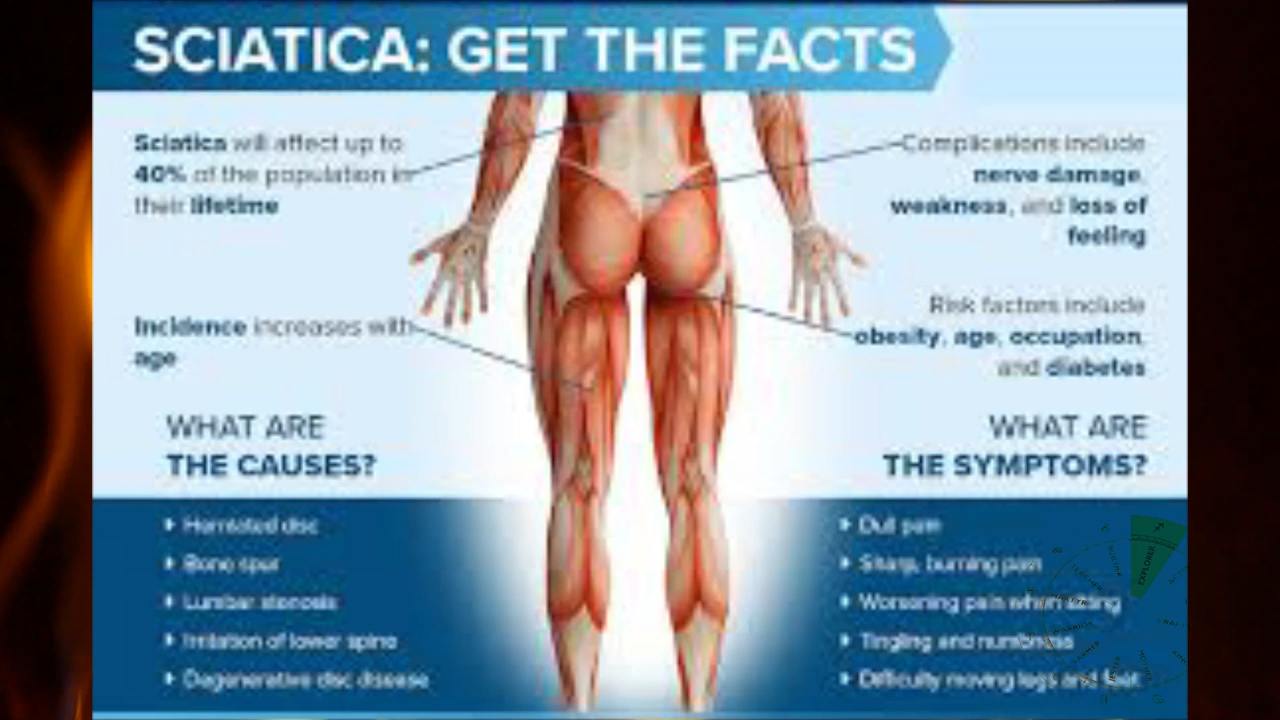 SCIATICA: GET THE FACTS
Sciatica will affect up to
40% of the population in
their lifetime
Incidence increases with
age
Complications include
nerve damage,
weakness, and loss of
feeling
Risk factors include
obesity, age, occupation,
and diabetes
WHAT ARE
THE CAUSES?
Herniated disc
Bone spur
Lumbar stenosis
Irritation of lower spine
Degenerative disc disease
WHAT ARE
THE SYMPTOMS?
Dull pain
Sharp, burning pain
Worsening pain when sitting
Tingling and numbness
Difficulty moving legs and feet
EXPLORER